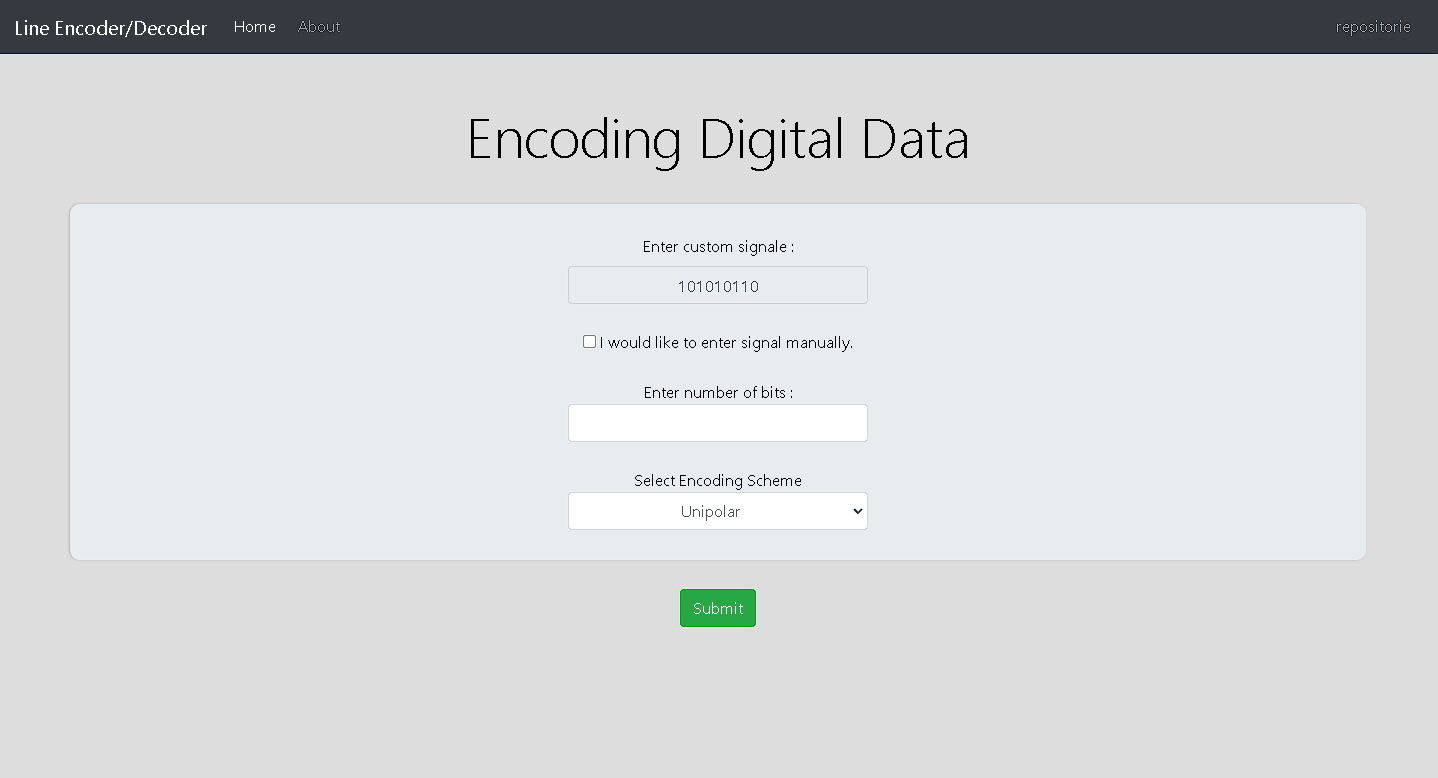 Line Encoder/Decoder Home About repositorie
Encoding Digital Data
Enter custom signale :
101010110
I would like to enter signal manually.
Enter number of bits :
Select Encoding Scheme
Unipolar
Submit